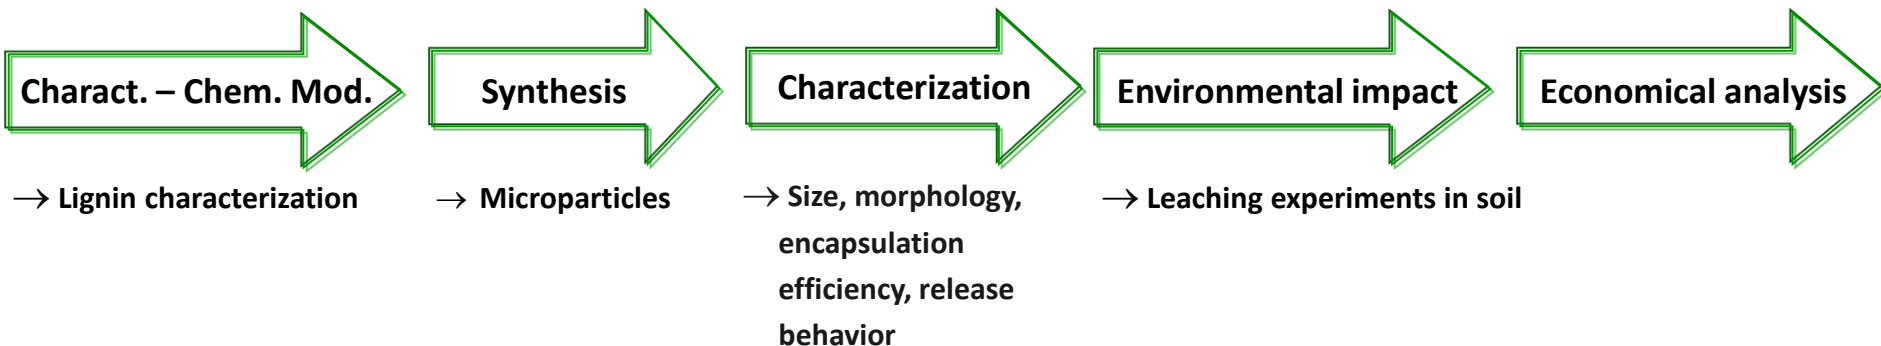 Charact. – Chem. Mod.
Synthesis
Characterization
Environmental impact
Economical analysis
→ Lignin characterization
→ Microparticles
→ Size, morphology,
encapsulation
efficiency, release
behavior
→ Leaching experiments in soil